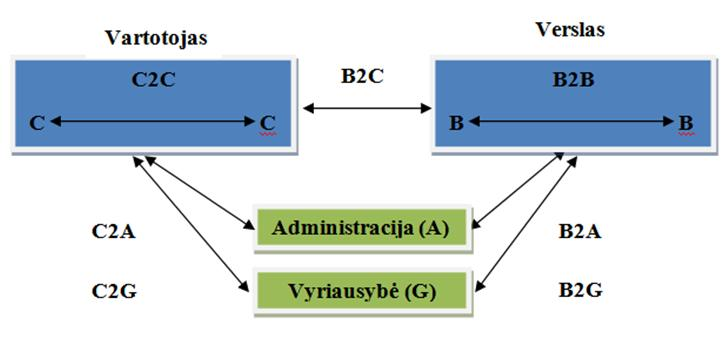 Vartotojas
Verslas
C2C
B2C
B2B
C C
B B
Administracija (A)
C2A
B2A
Vyriausybė (G)
C2G
B2G